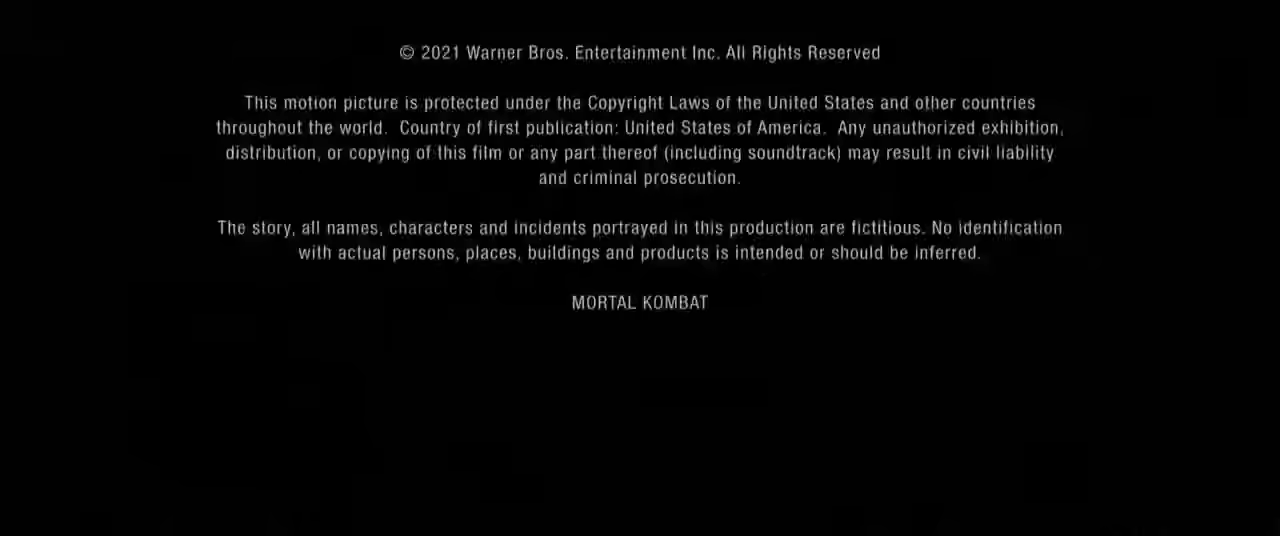 © 2021 Warner Bros. Entertainment Inc. All Rights Reserved
This motion picture is protected under the Copyright Laws of the United States and other countries
throughout the world.  Country of first publication: United States of America.  Any unauthorized exhibition,
distribution, or copying of this film or any part thereof (including soundtrack) may result in civil liability
and criminal prosecution.
The story, all names, characters and incidents portrayed in this production are fictitious. No identification
with actual persons, places, buildings and products is intended or should be inferred.
MORTAL KOMBAT